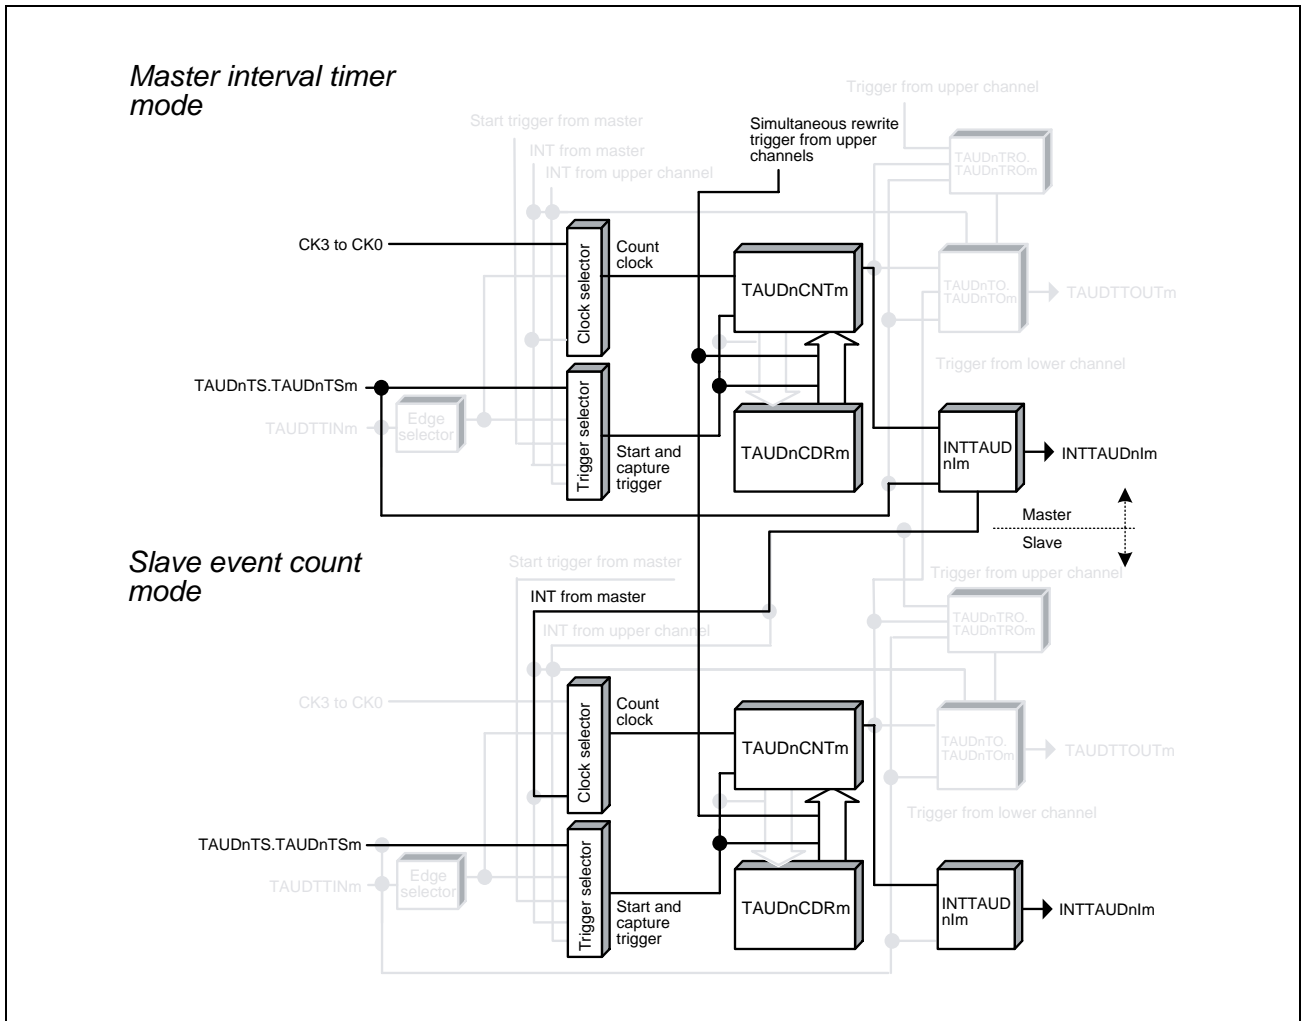 Master interval timer
mode
Trigger from upper channel
Start trigger from master
Simultaneous rewrite
trigger from upper
channels
INT from master
INT from upper channel
TAUDnTRO.
TAUDnTROm
CK3 to CK0
Clock selector
Count
clock
TAUDnCNTm
TAUDnTO.
TAUDnTOm
TAUDTTOUTm
Trigger from lower channel
TAUDnTS.TAUDnTSm
TAUDTTINm
Edge
selector
Trigger selector
Start and
capture
trigger
TAUDnCDRm
INTTAUD
nIm
INTTAUDnIm
Master
Slave
Slave event count
mode
Start trigger from master
Trigger from upper channel
INT from master
INT from upper channel
TAUDnTRO.
TAUDnTROm
CK3 to CK0
Clock selector
Count
clock
TAUDnCNTm
TAUDnTO.
TAUDnTOm
TAUDTTOUTm
Trigger from lower channel
TAUDnTS.TAUDnTSm
TAUDTTINm
Edge
selector
Trigger selector
Start and
capture
trigger
TAUDnCDRm
INTTAUD
nIm
INTTAUDnIm